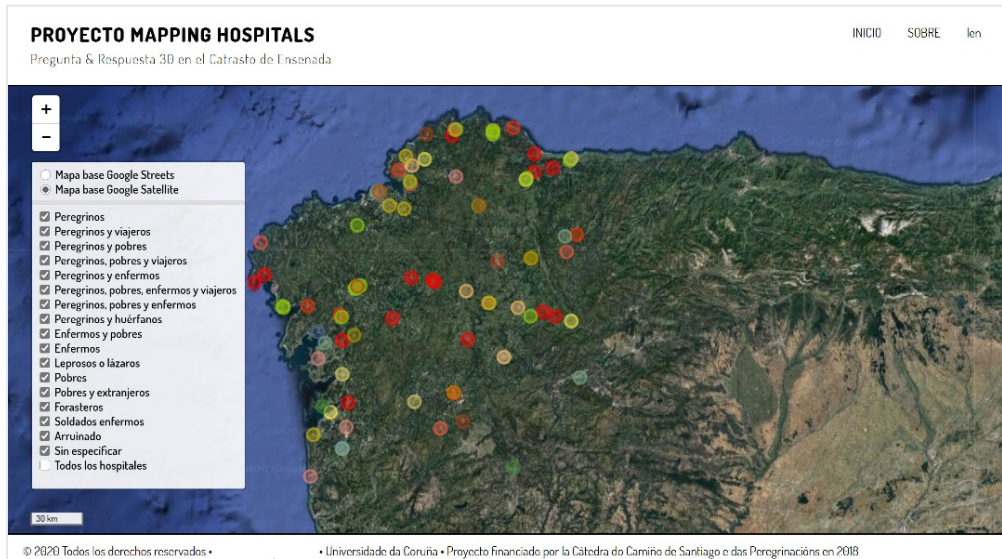 PROYECTO MAPPING HOSPITALS
INICIO SOBRE len
Pregunta & Respuesta 30 en el Catrasto de Ensenada
+
−
Mapa base Google Streets
Mapa base Google Satellite
Peregrinos
Peregrinos y viajeros
Peregrinos y pobres
Peregrinos, pobres y viajeros
Peregrinos y enfermos
Peregrinos, pobres, enfermos y viajeros
Peregrinos, pobres y enfermos
Peregrinos y huérfanos
Enfermos y pobres
Enfermos
Leprosos o lázaros
Pobres
Pobres y extranjeros
Forasteros
Soldados enfermos
Arruinado
Sin especificar
Todos los hospitales
30 km
© 2020 Todos los derechos reservados • • Universidade da Coruña • Proyecto financiado por la Cátedra do Camiño de Santiago e das Peregrinacións en 2018